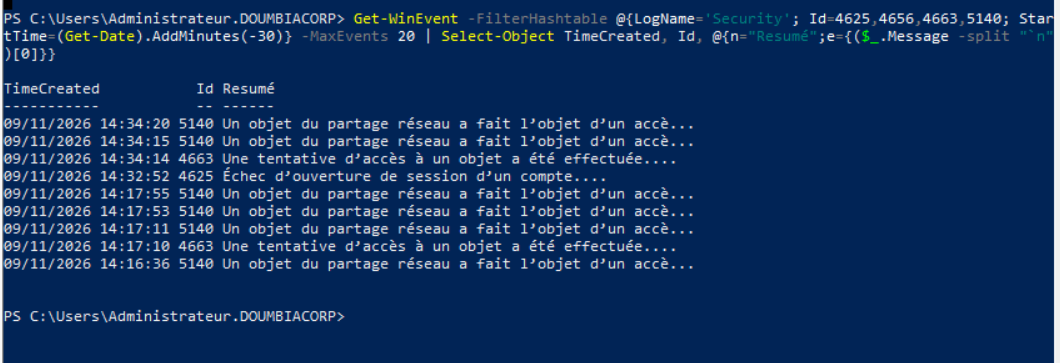 PS C:\Users\Administrateur.DOUMBIACORP> Get-WinEvent -FilterHashtable @{LogName='Security'; Id=4625,4656,4663,5140; Star
tTime=(Get-Date).AddMinutes(-30)} -MaxEvents 20 | Select-Object TimeCreated, Id, @{n="Resumé";e={($_.Message -split "`n"
)[0]}}
TimeCreated Id Resumé
----------- -- ------
09/11/2026 14:34:20 5140 Un objet du partage réseau a fait l’objet d’un accè...
09/11/2026 14:34:15 5140 Un objet du partage réseau a fait l’objet d’un accè...
09/11/2026 14:34:14 4663 Une tentative d’accès à un objet a été effectuée....
09/11/2026 14:32:52 4625 Échec d’ouverture de session d’un compte....
09/11/2026 14:17:55 5140 Un objet du partage réseau a fait l’objet d’un accè...
09/11/2026 14:17:53 5140 Un objet du partage réseau a fait l’objet d’un accè...
09/11/2026 14:17:11 5140 Un objet du partage réseau a fait l’objet d’un accè...
09/11/2026 14:17:10 4663 Une tentative d’accès à un objet a été effectuée....
09/11/2026 14:16:36 5140 Un objet du partage réseau a fait l’objet d’un accè...
PS C:\Users\Administrateur.DOUMBIACORP>